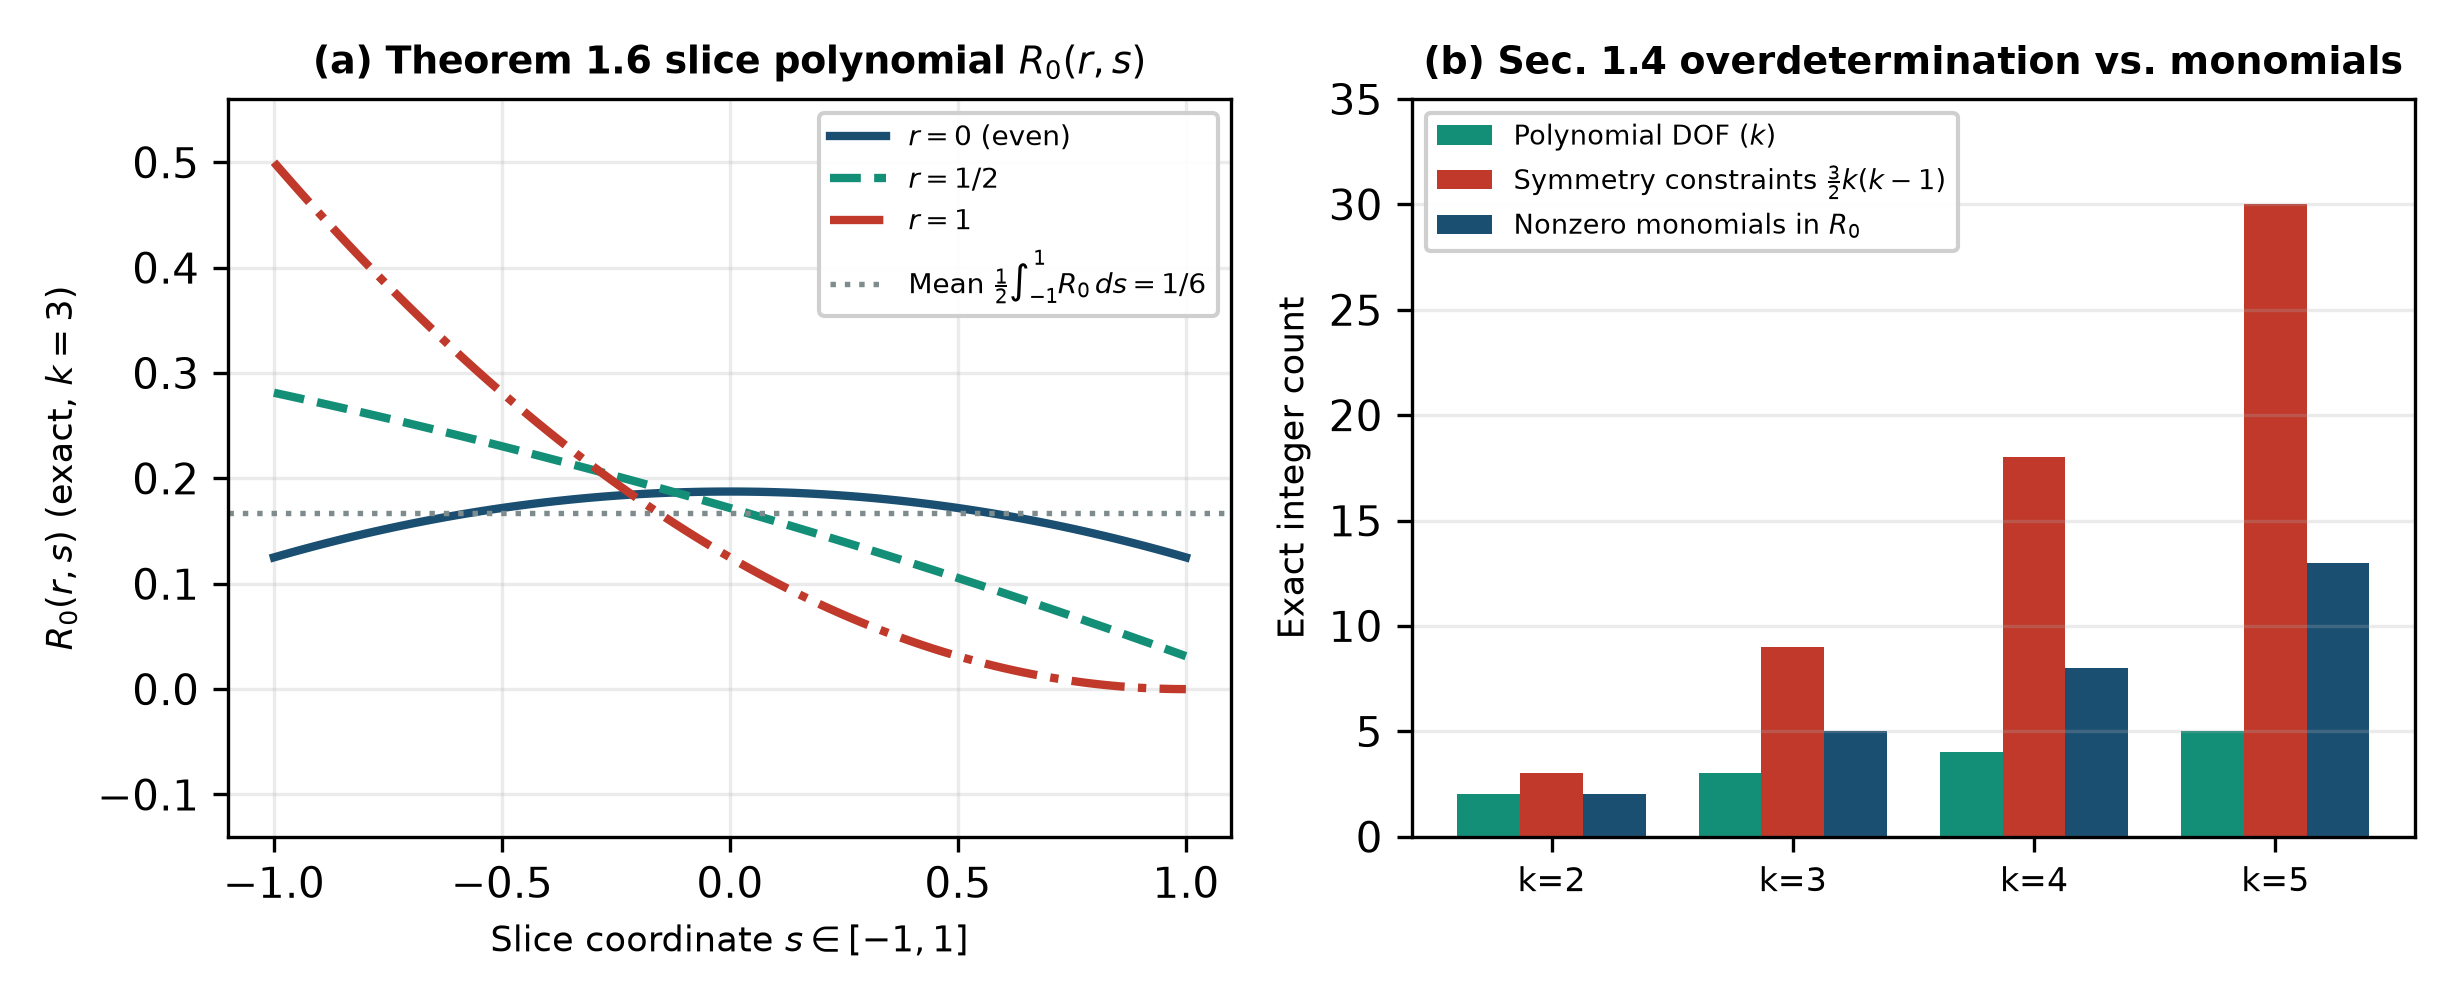 (a) Theorem 1.6 slice polynomial R₀(r, s)
R₀(r, s) (exact, k = 3)
0.5
0.4
0.3
0.2
0.1
0.0
−0.1
r = 0 (even)
r = 1/2
r = 1
Mean ½∫₋₁¹ R₀ ds = 1/6
−1.0 −0.5 0.0 0.5 1.0
Slice coordinate s ∈ [−1, 1]
(b) Sec. 1.4 overdetermination vs. monomials
Exact integer count
35
30
25
20
15
10
5
0
Polynomial DOF (k)
Symmetry constraints 3/2 k(k − 1)
Nonzero monomials in R₀
k=2 k=3 k=4 k=5